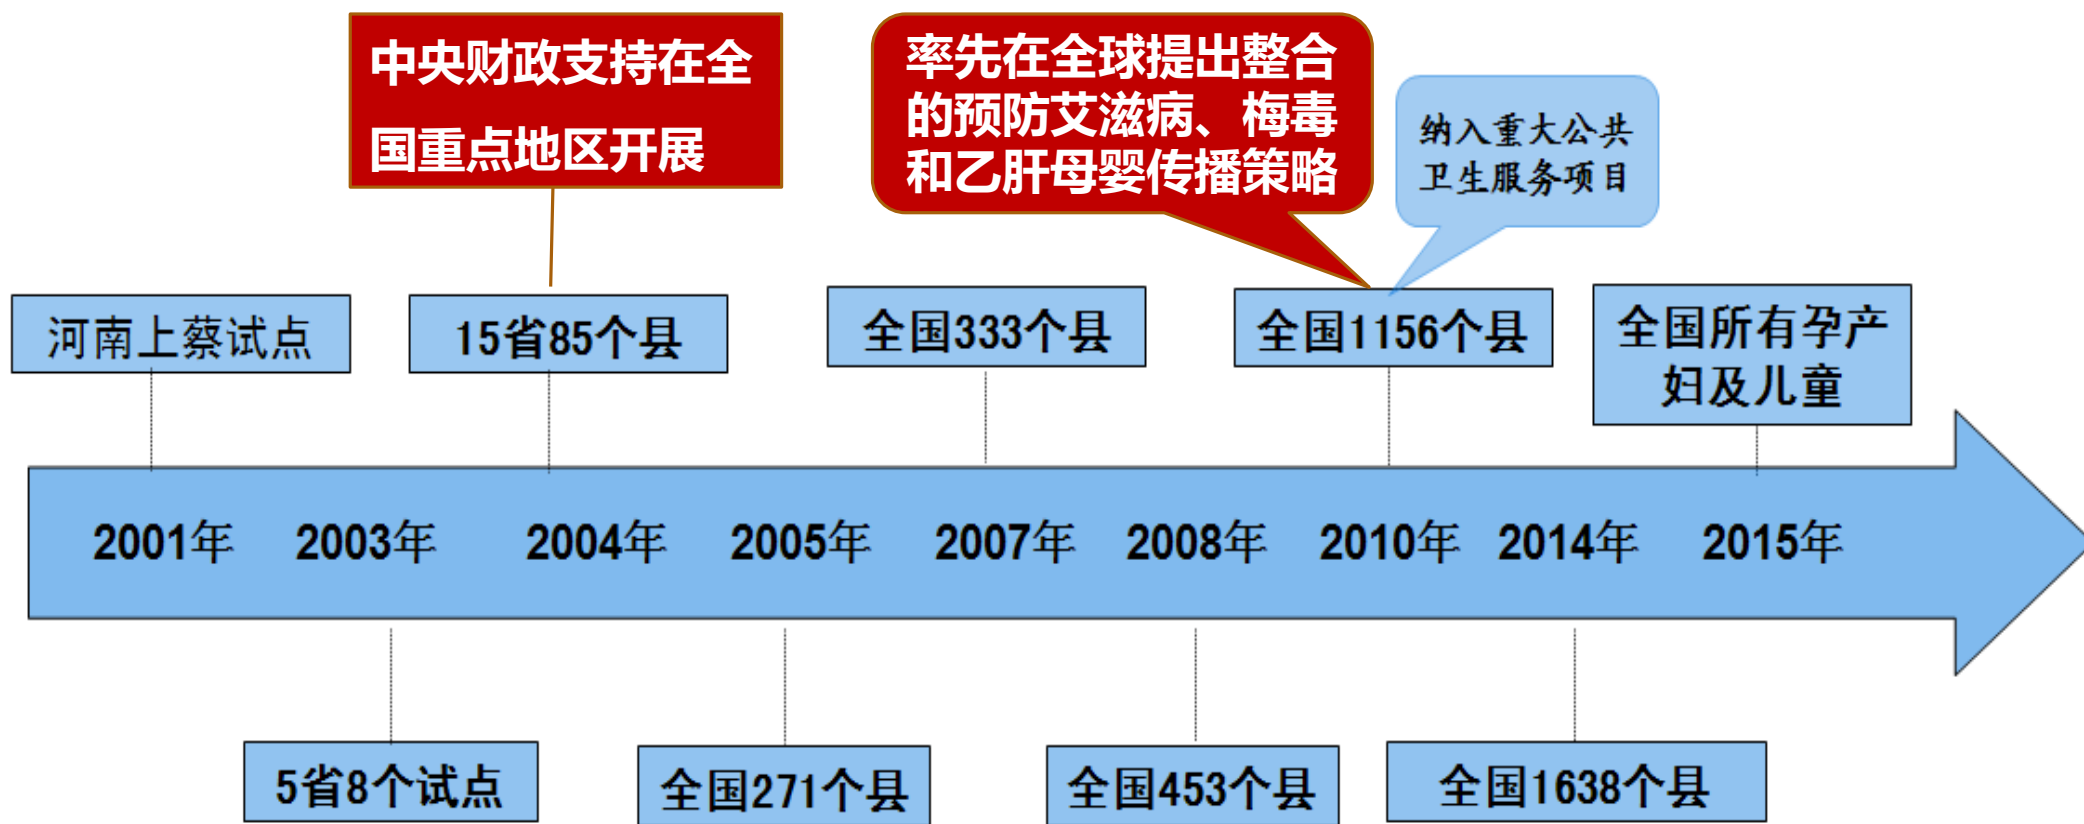 中央财政支持在全
国重点地区开展
率先在全球提出整合
的预防艾滋病、梅毒
和乙肝母婴传播策略
纳入重大公共
卫生服务项目
河南上蔡试点
15省85个县
全国333个县
全国1156个县
全国所有孕产
妇及儿童
2001年 2003年 2004年 2005年 2007年 2008年 2010年 2014年 2015年
5省8个试点
全国271个县
全国453个县
全国1638个县